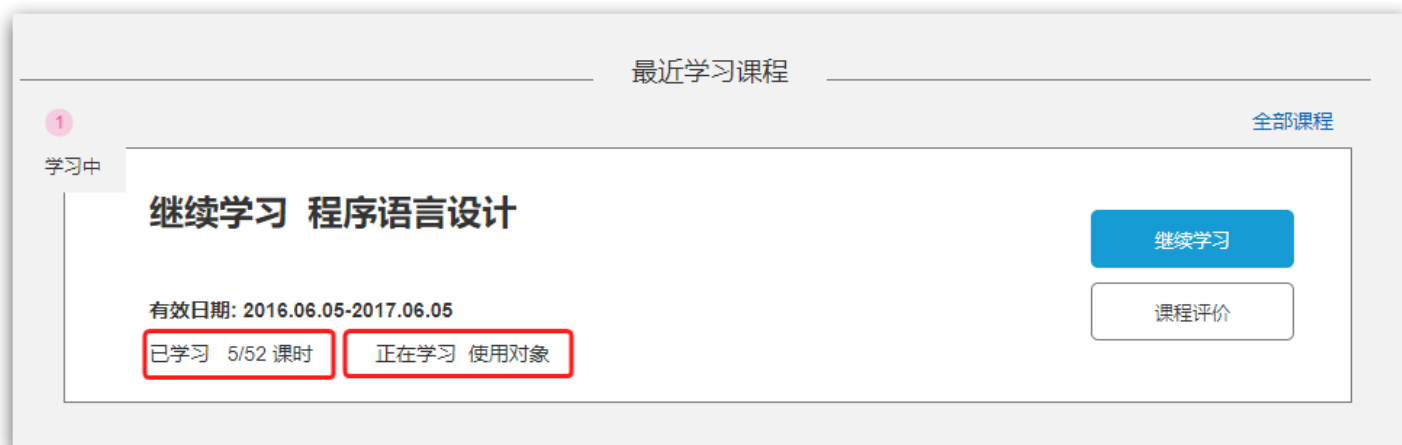 最近学习课程
1
全部课程
学习中
继续学习 程序语言设计
继续学习
有效日期: 2016.06.05-2017.06.05
课程评价
已学习 5/52 课时 正在学习 使用对象